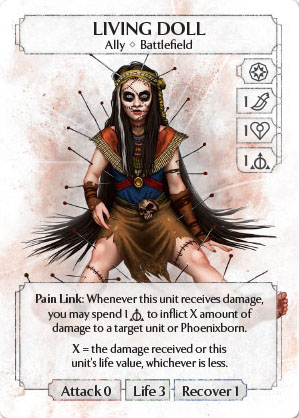 LIVING DOLL
Ally ◇ Battlefield
1
1
1
Pain Link: Whenever this unit receives damage,
you may spend 1 to inflict X amount of
damage to a target unit or Phoenixborn.
X = the damage received or this
unit's life value, whichever is less.
Attack 0 Life 3 Recover 1